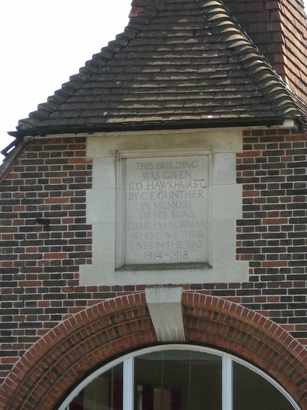 THIS BUILDING
WAS GIVEN
TO HAWKHURST
BY C.E. GUNTHER
IN MEMORY
OF HIS SONS
CHARLES & NORMAN
WHO GAVE THEIR
LIVES IN THE WAR
1914-1918